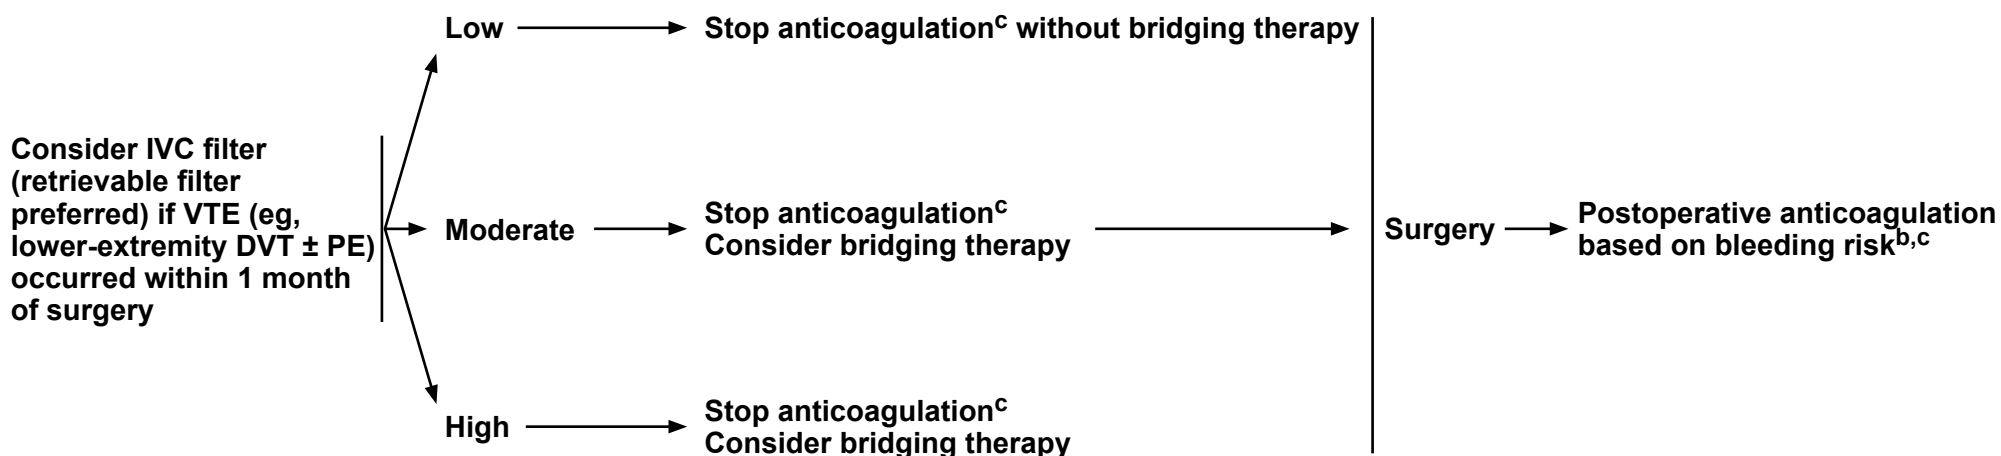 Low
Stop anticoagulationᶜ without bridging therapy
Consider IVC filter
(retrievable filter
preferred) if VTE (eg,
lower-extremity DVT ± PE)
occurred within 1 month
of surgery
Moderate
Stop anticoagulationᶜ
Consider bridging therapy
Surgery
Postoperative anticoagulation
based on bleeding riskᵇ,ᶜ
High
Stop anticoagulationᶜ
Consider bridging therapy